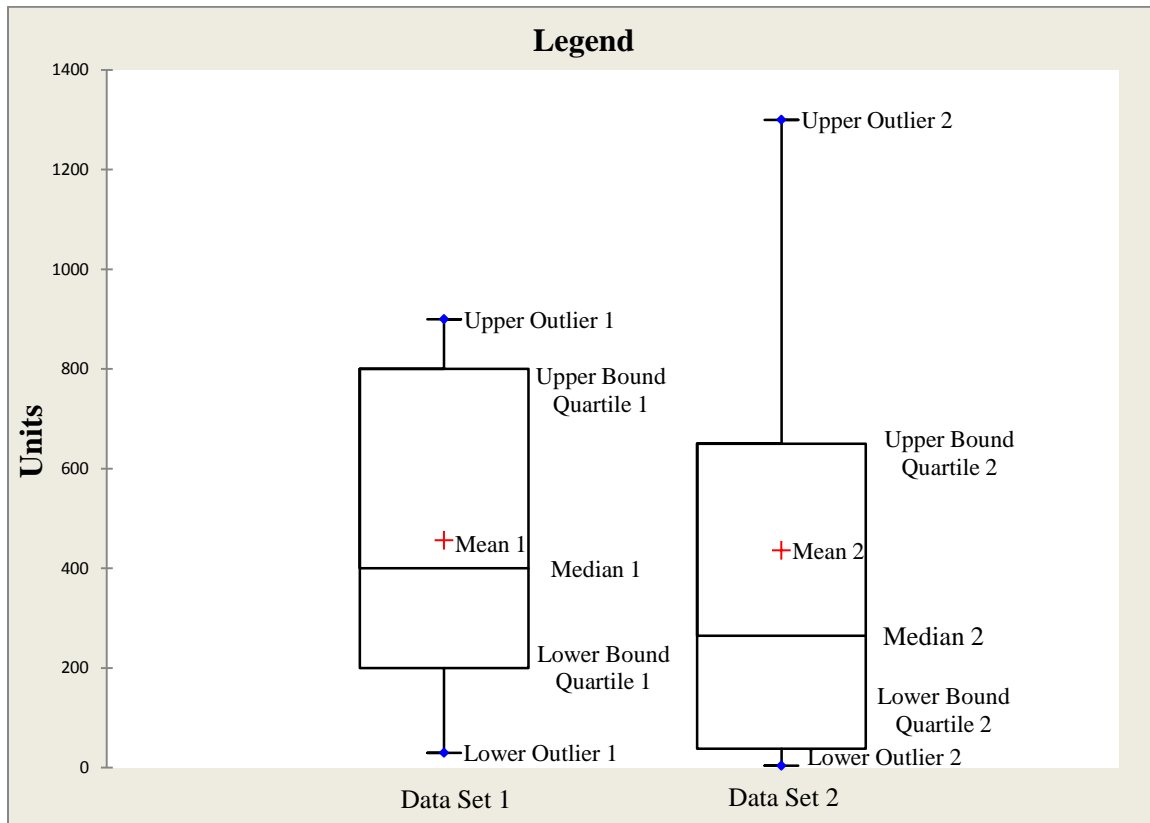 Legend
1400
1200
1000
800
600
400
200
0
Units
Upper Outlier 1
Upper Bound
Quartile 1
Mean 1
Median 1
Lower Bound
Quartile 1
Lower Outlier 1
Upper Outlier 2
Upper Bound
Quartile 2
Mean 2
Median 2
Lower Bound
Quartile 2
Lower Outlier 2
Data Set 1
Data Set 2